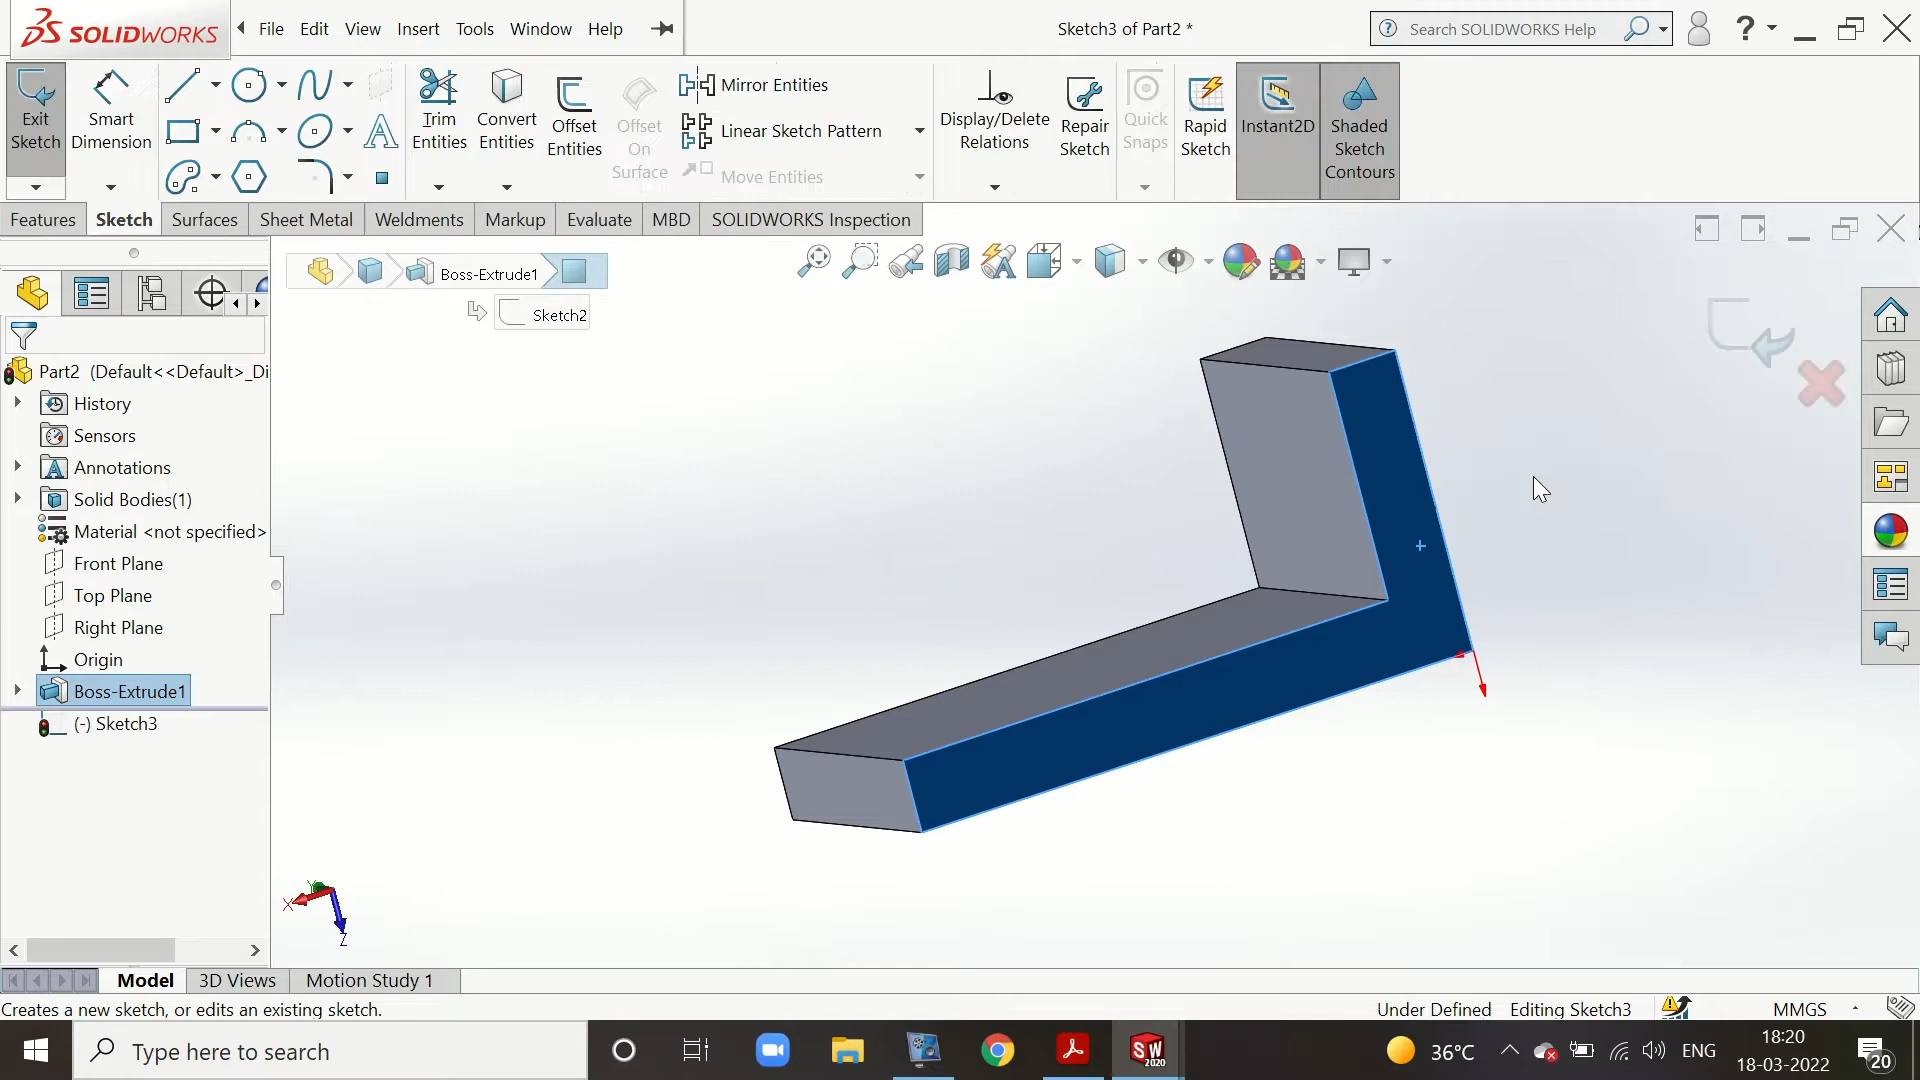 SOLIDWORKS
File Edit View Insert Tools Window Help
Sketch3 of Part2 *
Search SOLIDWORKS Help
?
Exit Sketch
Smart Dimension
Trim Entities
Convert Entities
Offset Entities
Offset On Surface
Mirror Entities
Linear Sketch Pattern
Move Entities
Display/Delete Relations
Repair Sketch
Quick Snaps
Rapid Sketch
Instant2D
Shaded Sketch Contours
Features Sketch Surfaces Sheet Metal Weldments Markup Evaluate MBD SOLIDWORKS Inspection
Boss-Extrude1
Sketch2
Part2 (Default<<Default>_Di
History
Sensors
Annotations
Solid Bodies(1)
Material <not specified>
Front Plane
Top Plane
Right Plane
Origin
Boss-Extrude1
(-) Sketch3
Y
X
Z
Model 3D Views Motion Study 1
Creates a new sketch, or edits an existing sketch.
Under Defined Editing Sketch3 MMGS
Type here to search
SW 2020
36°C
ENG
18:20
18-03-2022
20